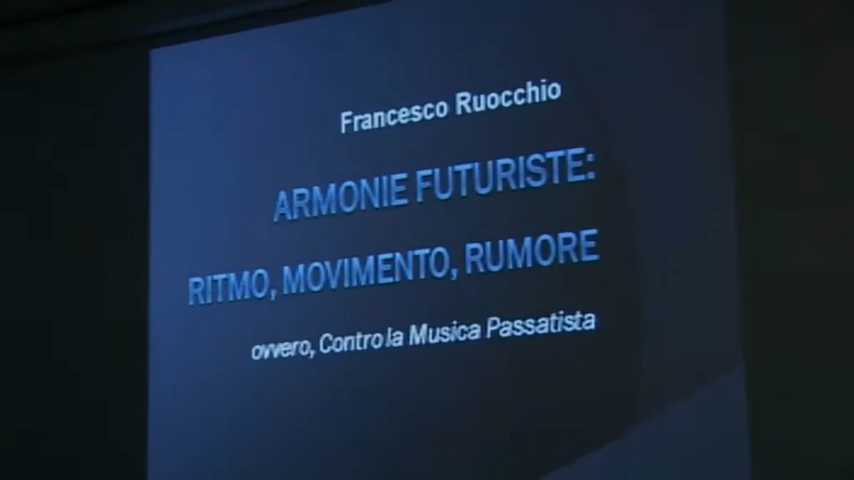 Francesco Ruocchio
ARMONIE FUTURISTE:
RITMO, MOVIMENTO, RUMORE
ovvero, Contro la Musica Passatista